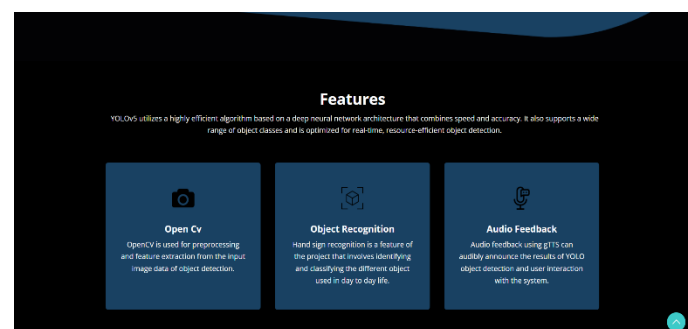 Features
YOLOv5 utilizes a highly efficient algorithm based on a deep neural network architecture that combines speed and accuracy. It also supports a wide
range of object classes and is optimized for real-time, resource-efficient object detection.
Open Cv
OpenCV is used for preprocessing
and feature extraction from the input
image data of object detection.
Object Recognition
Hand sign recognition is a feature of
the project that involves identifying
and classifying the different object
used in day to day life.
Audio Feedback
Audio feedback using gTTS can
audibly announce the results of YOLO
object detection and user interaction
with the system.